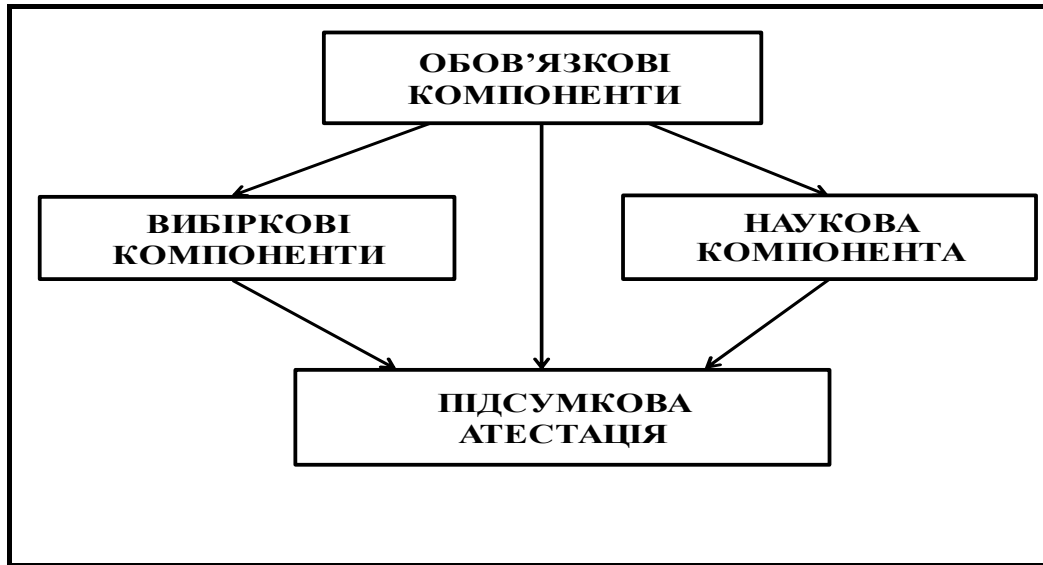 ОБОВ’ЯЗКОВІ
КОМПОНЕНТИ
ВИБІРКОВІ
КОМПОНЕНТИ
НАУКОВА
КОМПОНЕНТА
ПІДСУМКОВА
АТЕСТАЦІЯ